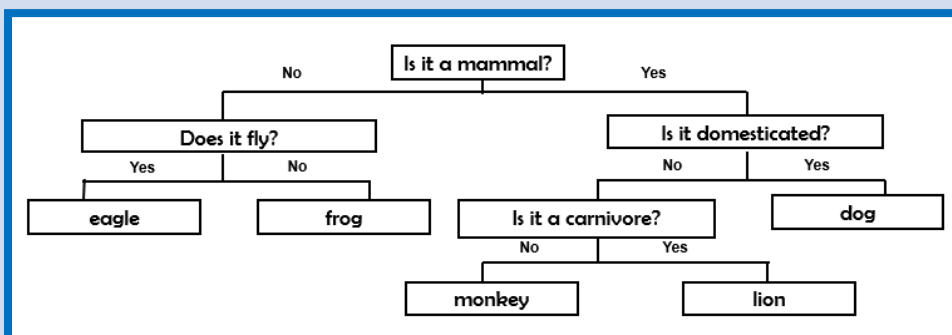 Is it a mammal?
No
Yes
Does it fly?
Is it domesticated?
Yes
No
No
Yes
eagle
frog
Is it a carnivore?
dog
No
Yes
monkey
lion